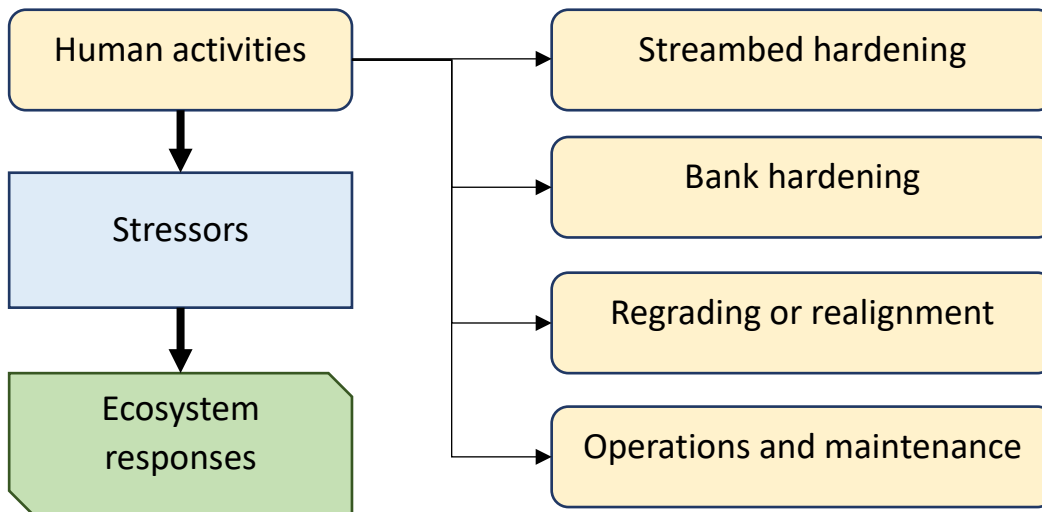 Human activities
Streambed hardening
Bank hardening
Stressors
Regrading or realignment
Ecosystem
responses
Operations and maintenance